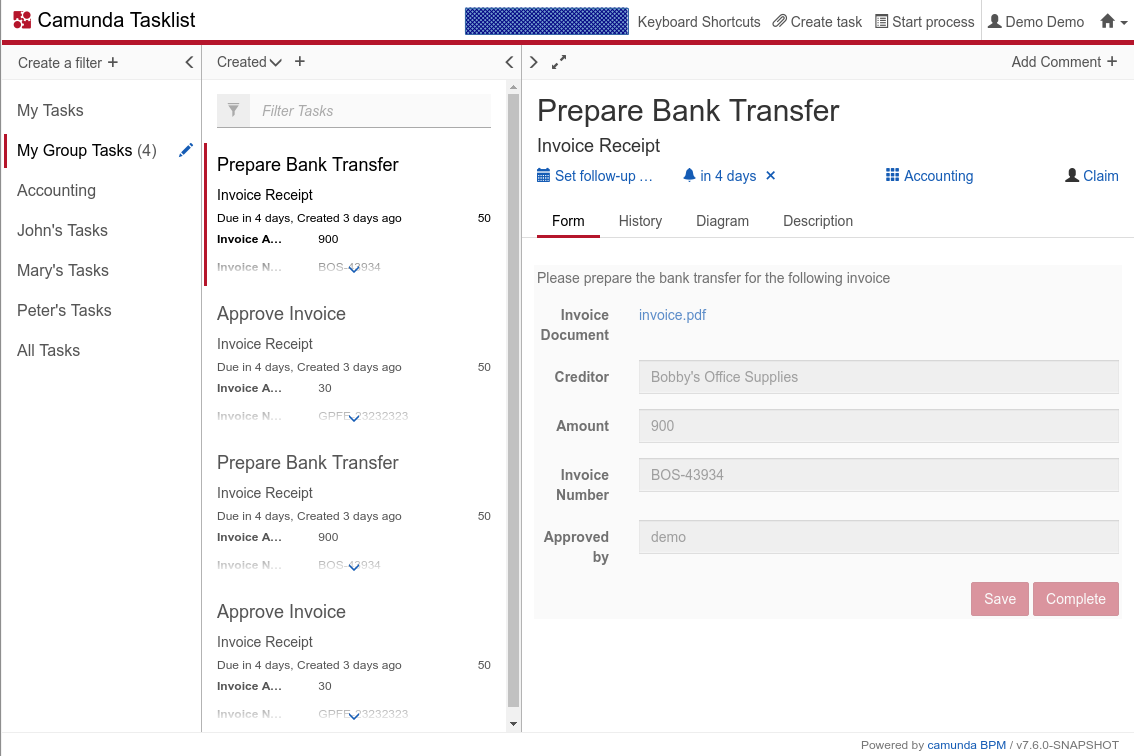 Camunda Tasklist
Keyboard Shortcuts
Create task
Start process
Demo Demo
Create a filter +
Created
+
Add Comment +
My Tasks
My Group Tasks (4)
Accounting
John's Tasks
Mary's Tasks
Peter's Tasks
All Tasks
Filter Tasks
Prepare Bank Transfer
Invoice Receipt
Due in 4 days, Created 3 days ago 50
Invoice A... 900
Invoice N... BOS-43934
Approve Invoice
Invoice Receipt
Due in 4 days, Created 3 days ago 50
Invoice A... 30
Invoice N... GPFE-23232323
Prepare Bank Transfer
Invoice Receipt
Due in 4 days, Created 3 days ago 50
Invoice A... 900
Invoice N... BOS-43934
Approve Invoice
Invoice Receipt
Due in 4 days, Created 3 days ago 50
Invoice A... 30
Invoice N... GPFE-23232323
Prepare Bank Transfer
Invoice Receipt
Set follow-up ...
in 4 days ×
Accounting
Claim
Form History Diagram Description
Please prepare the bank transfer for the following invoice
Invoice
Document
invoice.pdf
Creditor
Bobby's Office Supplies
Amount
900
Invoice
Number
BOS-43934
Approved
by
demo
Save Complete
Powered by camunda BPM / v7.6.0-SNAPSHOT